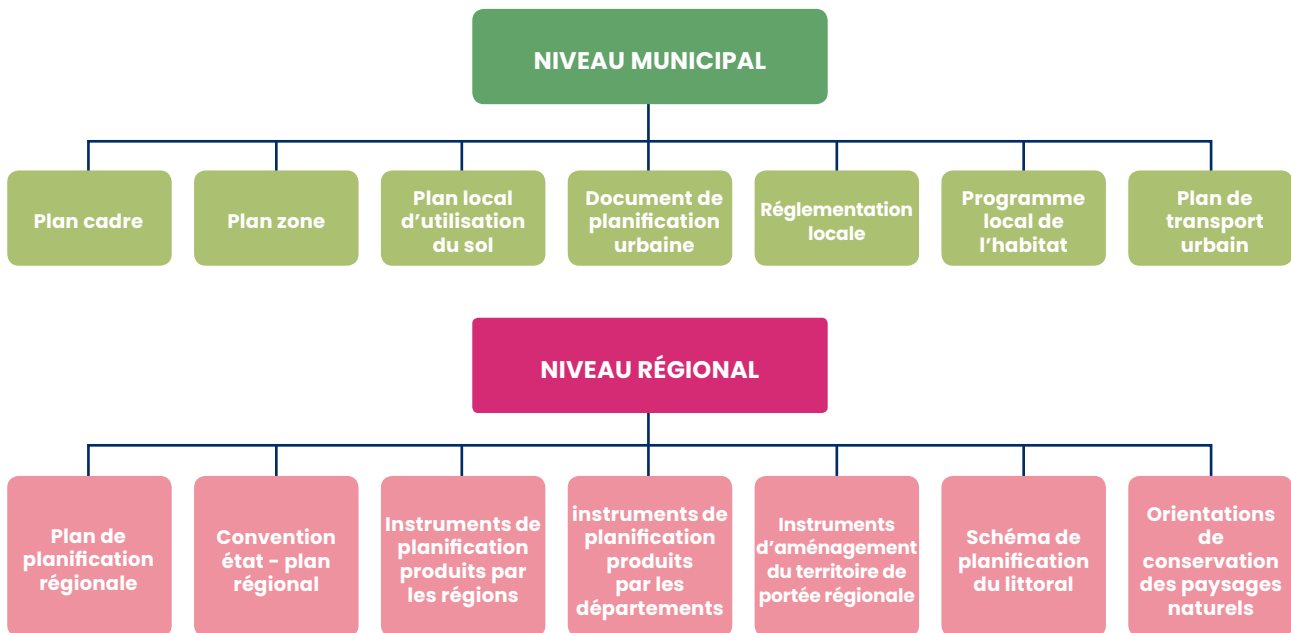 NIVEAU MUNICIPAL
Plan cadre
Plan zone
Plan local
d'utilisation
du sol
Document de
planification
urbaine
Réglementation
locale
Programme
local de
l'habitat
Plan de
transport
urbain
NIVEAU RÉGIONAL
Plan de
planification
régionale
Convention
état - plan
régional
Instruments de
planification
produits par
les régions
instruments de
planification
produits
par les
départements
Instruments
d'aménagement
du territoire de
portée régionale
Schéma de
planification
du littoral
Orientations
de
conservation
des paysages
naturels